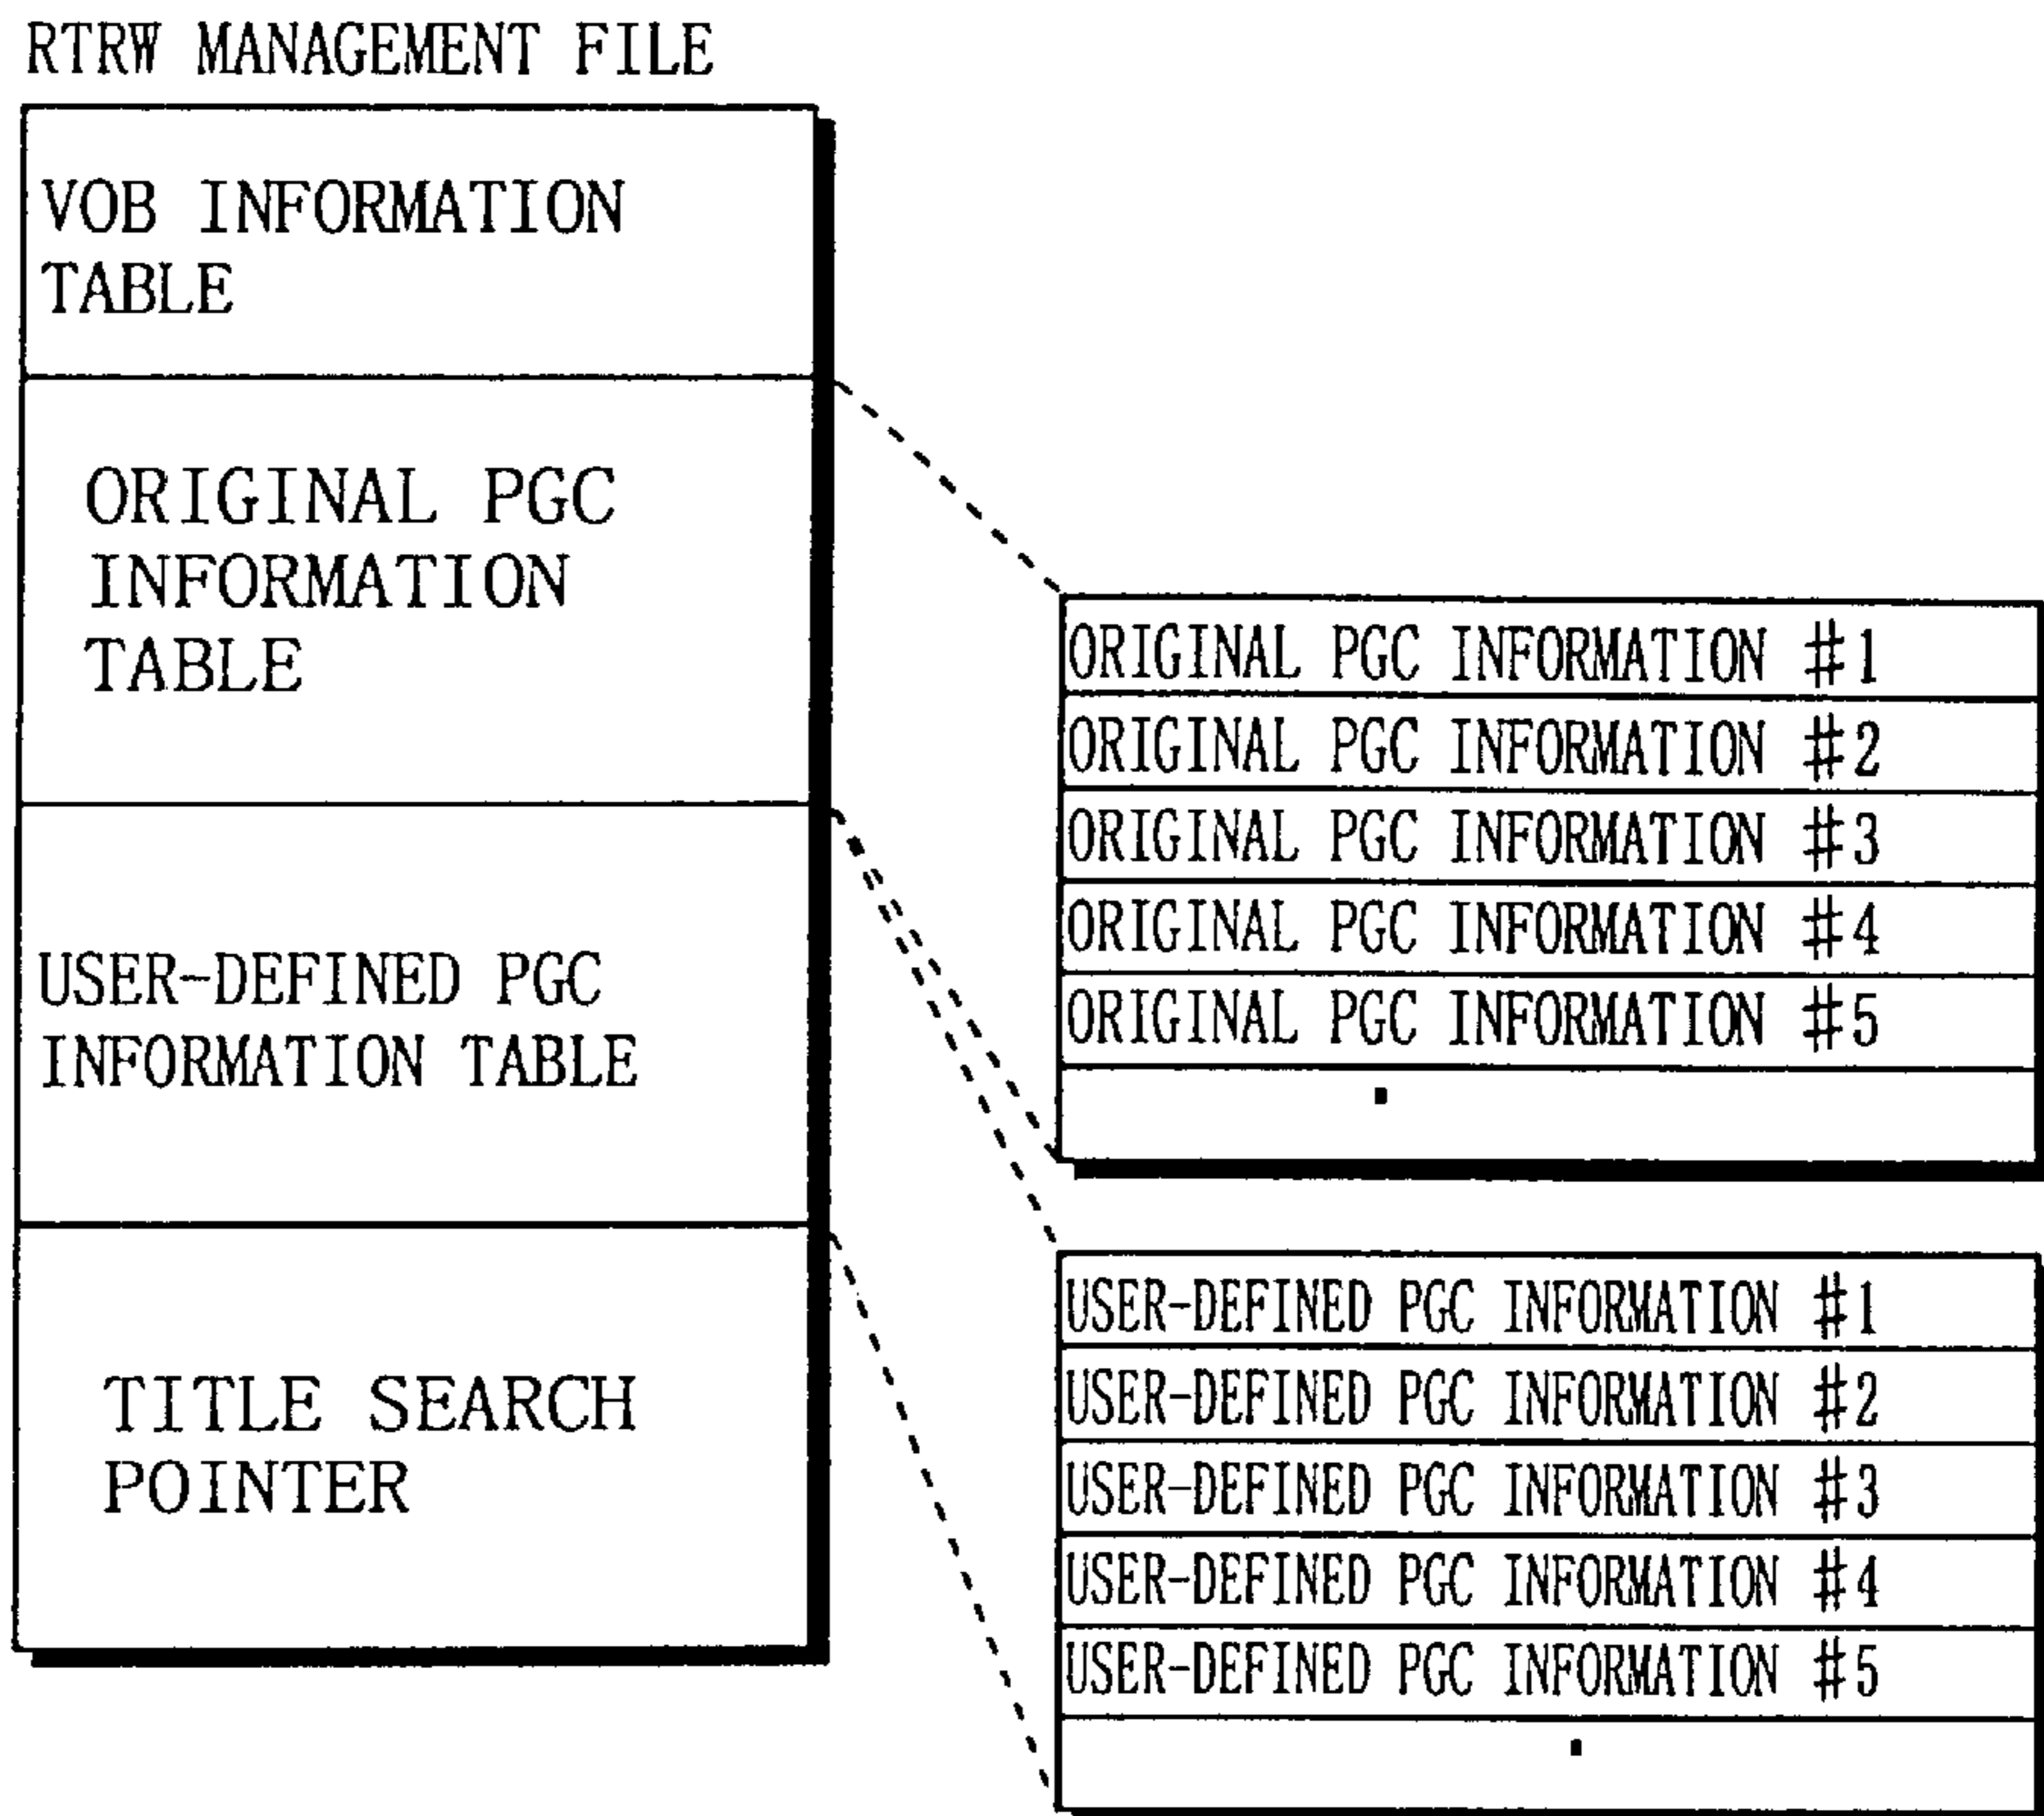 RTRW MANAGEMENT FILE
VOB INFORMATION
TABLE
ORIGINAL PGC
INFORMATION
TABLE
USER-DEFINED PGC
INFORMATION TABLE
TITLE SEARCH
POINTER
ORIGINAL PGC INFORMATION #1
ORIGINAL PGC INFORMATION #2
ORIGINAL PGC INFORMATION #3
ORIGINAL PGC INFORMATION #4
ORIGINAL PGC INFORMATION #5
USER-DEFINED PGC INFORMATION #1
USER-DEFINED PGC INFORMATION #2
USER-DEFINED PGC INFORMATION #3
USER-DEFINED PGC INFORMATION #4
USER-DEFINED PGC INFORMATION #5